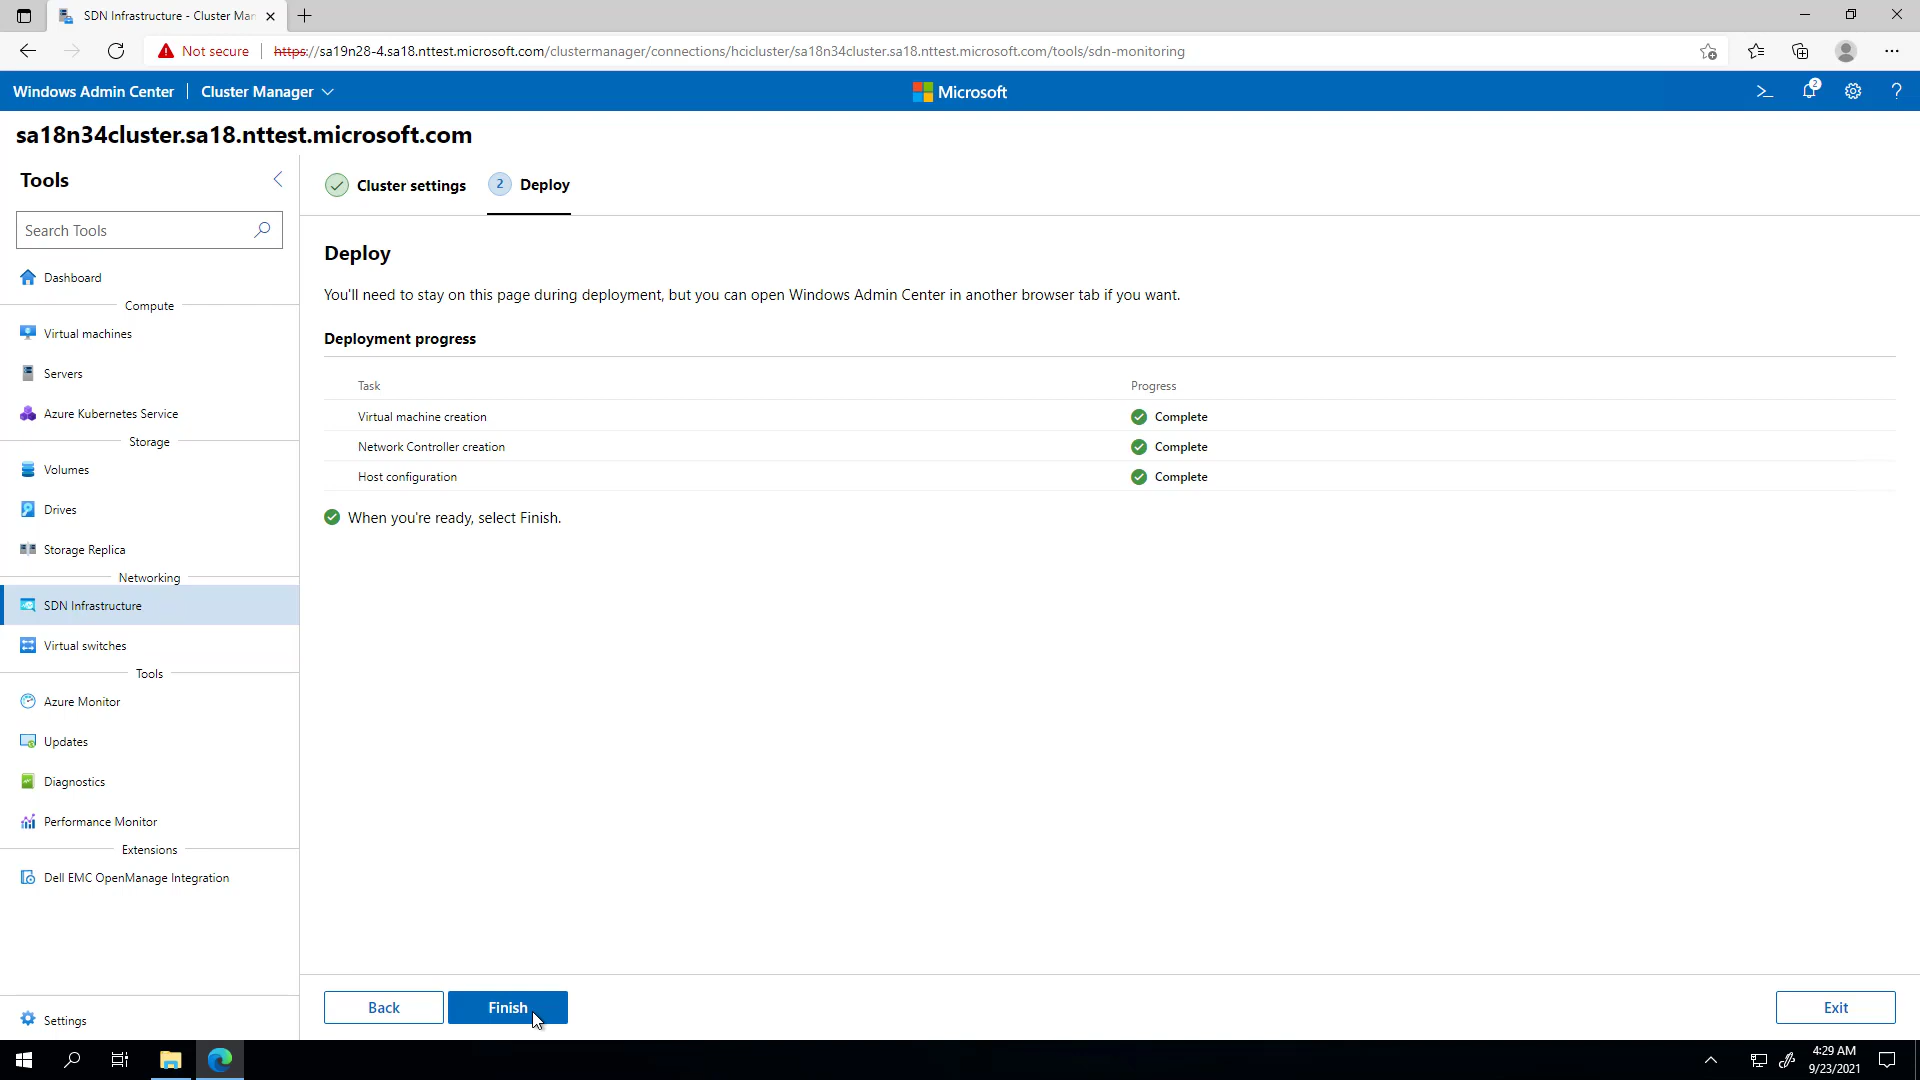 SDN Infrastructure - Cluster Mar
Not secure
https://sa19n28-4.sa18.nttest.microsoft.com/clustermanager/connections/hcicluster/sa18n34cluster.sa18.nttest.microsoft.com/tools/sdn-monitoring
Windows Admin Center
Cluster Manager
Microsoft
2
?
sa18n34cluster.sa18.nttest.microsoft.com
Tools
Search Tools
Dashboard
Compute
Virtual machines
Servers
Azure Kubernetes Service
Storage
Volumes
Drives
Storage Replica
Networking
SDN Infrastructure
Virtual switches
Tools
Azure Monitor
Updates
Diagnostics
Performance Monitor
Extensions
Dell EMC OpenManage Integration
Settings
Cluster settings
2 Deploy
Deploy
You'll need to stay on this page during deployment, but you can open Windows Admin Center in another browser tab if you want.
Deployment progress
Task Progress
Virtual machine creation Complete
Network Controller creation Complete
Host configuration Complete
When you're ready, select Finish.
Back
Finish
Exit
4:29 AM
9/23/2021